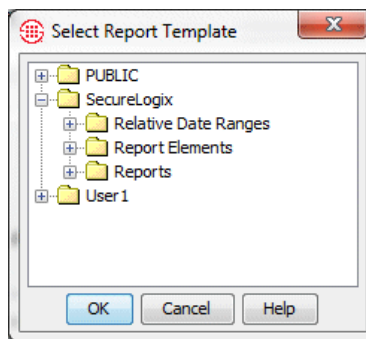 Select Report Template
PUBLIC
SecureLogix
Relative Date Ranges
Report Elements
Reports
User1
OK Cancel Help